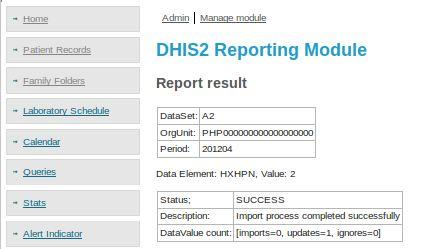 Home
Patient Records
Family Folders
Laboratory Schedule
Calendar
Queries
Stats
Alert Indicator
Admin | Manage module
DHIS2 Reporting Module
Report result
DataSet: A2
OrgUnit: PHP000000000000000000
Period: 201204
Data Element: HXHPN, Value: 2
Status; SUCCESS
Description: Import process completed successfully
DataValue count: [imports=0, updates=1, ignores=0]